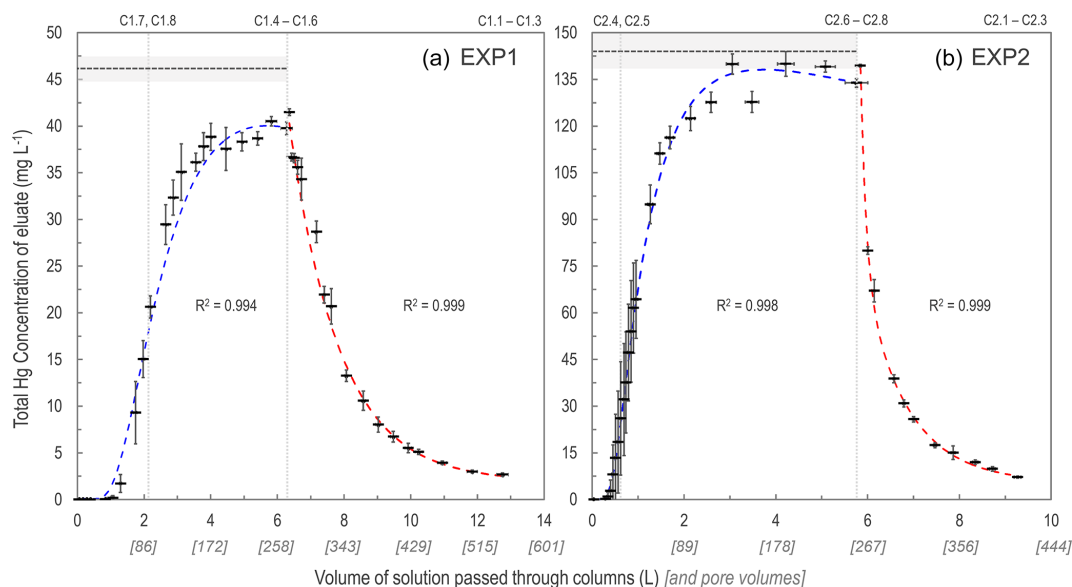 C1.7, C1.8 C1.4 – C1.6 C1.1 – C1.3 C2.4, C2.5 C2.6 – C2.8 C2.1 – C2.3
(a) EXP1
(b) EXP2
Total Hg Concentration of eluate (mg L⁻¹)
50
45
40
35
30
25
20
15
10
5
0
R² = 0.994
R² = 0.999
0 2 4 6 8 10 12 14
[86] [172] [258] [343] [429] [515] [601]
150
135
120
105
90
75
60
45
30
15
0
R² = 0.998
R² = 0.999
0 2 4 6 8 10
[89] [178] [267] [356] [444]
Volume of solution passed through columns (L) [and pore volumes]